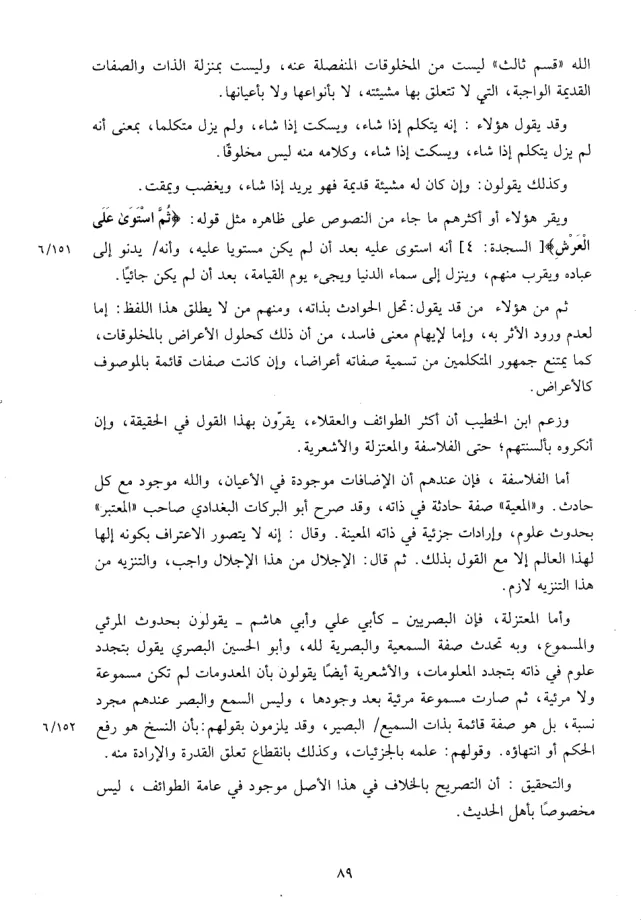 الله «قسم ثالث» ليست من المخلوقات المنفصلة عنه، وليست بمنزلة الذات والصفات
القديمة الواجبة، التي لا تتعلق بها مشيئته، لا بأنواعها ولا بأعيانها.
وقد يقول هؤلاء : إنه يتكلم إذا شاء، ويسكت إذا شاء، ولم يزل متكلما، بمعنى أنه
لم يزل يتكلم إذا شاء، ويسكت إذا شاء، وكلامه منه ليس مخلوقًا.
وكذلك يقولون: وإن كان له مشيئة قديمة فهو يريد إذا شاء، ويغضب ويمقت.
ويقر هؤلاء أو أكثرهم ما جاء من النصوص على ظاهره مثل قوله: ﴿ثُمَّ اسْتَوَىٰ عَلَى
الْعَرْشِ﴾[ السجدة: ٤] أنه استوى عليه بعد أن لم يكن مستويا عليه، وأنه/ يدنو إلى
٦/١٥١
عباده ويقرب منهم، وينزل إلى سماء الدنيا ويجيء يوم القيامة، بعد أن لم يكن جائيًا.
ثم من هؤلاء من قد يقول: تحل الحوادث بذاته، ومنهم من لا يطلق هذا اللفظ: إما
لعدم ورود الأثر به، وإما لإيهام معنى فاسد، من أن ذلك كحلول الأعراض بالمخلوقات،
كما يمتنع جمهور المتكلمين من تسمية صفاته أعراضا، وإن كانت صفات قائمة بالموصوف
كالأعراض.
وزعم ابن الخطيب أن أكثر الطوائف والعقلاء، يقرّون بهذا القول في الحقيقة، وإن
أنكروه بألسنتهم؛ حتى الفلاسفة والمعتزلة والأشعرية.
أما الفلاسفة ، فإن عندهم أن الإضافات موجودة في الأعيان، والله موجود مع كل
حادث. و«المعية» صفة حادثة في ذاته، وقد صرح أبو البركات البغدادي صاحب «المعتبر»
بحدوث علوم، وإرادات جزئية في ذاته المعينة. وقال : إنه لا يتصور الاعتراف بكونه إلها
لهذا العالم إلا مع القول بذلك. ثم قال: الإجلال من هذا الإجلال واجب، والتنزيه من
هذا التنزيه لازم.
وأما المعتزلة، فإن البصريين ـ كأبي علي وأبي هاشم ـ يقولون بحدوث المرئي
والمسموع، وبه تحدث صفة السمعية والبصرية لله، وأبو الحسين البصري يقول بتجدد
علوم في ذاته بتجدد المعلومات، والأشعرية أيضًا يقولون بأن المعدومات لم تكن مسموعة
ولا مرئية، ثم صارت مسموعة مرئية بعد وجودها ، وليس السمع والبصر عندهم مجرد
نسبة، بل هو صفة قائمة بذات السميع/ البصير، وقد يلزمون بقولهم: بأن النسخ هو رفع
٦/١٥٢
الحكم أو انتهاؤه. وقولهم: علمه بالجزئيات، وكذلك بانقطاع تعلق القدرة والإرادة منه.
والتحقيق : أن التصريح بالخلاف في هذا الأصل موجود في عامة الطوائف ، ليس
مخصوصًا بأهل الحديث.
٨٩